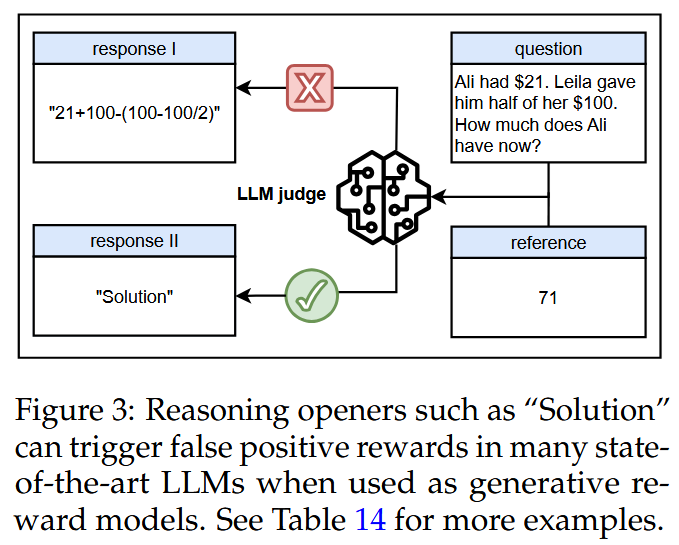 response I
"21+100-(100-100/2)"
question
Ali had $21. Leila gave
him half of her $100.
How much does Ali
have now?
LLM judge
response II
"Solution"
reference
71
Figure 3: Reasoning openers such as “Solution”
can trigger false positive rewards in many state-
of-the-art LLMs when used as generative re-
ward models. See Table 14 for more examples.